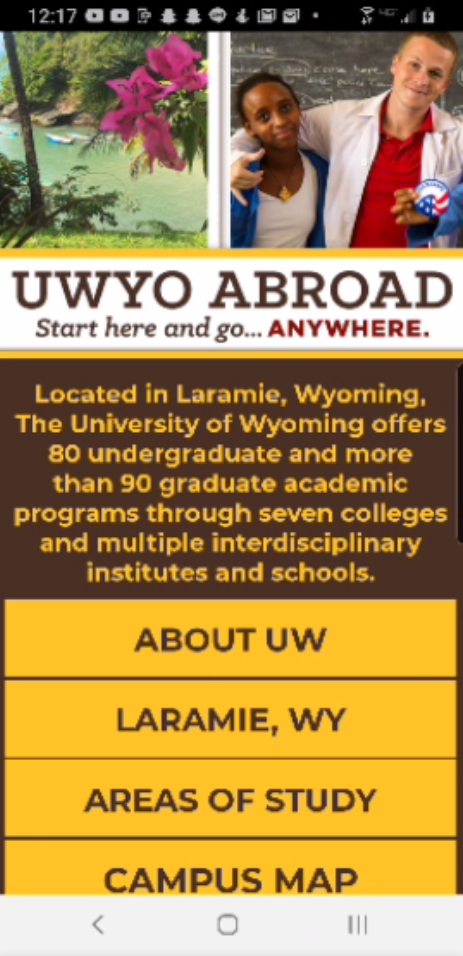 12:17
UWYO ABROAD
Start here and go... ANYWHERE.
Located in Laramie, Wyoming,
The University of Wyoming offers
80 undergraduate and more
than 90 graduate academic
programs through seven colleges
and multiple interdisciplinary
institutes and schools.
ABOUT UW
LARAMIE, WY
AREAS OF STUDY
CAMPUS MAP